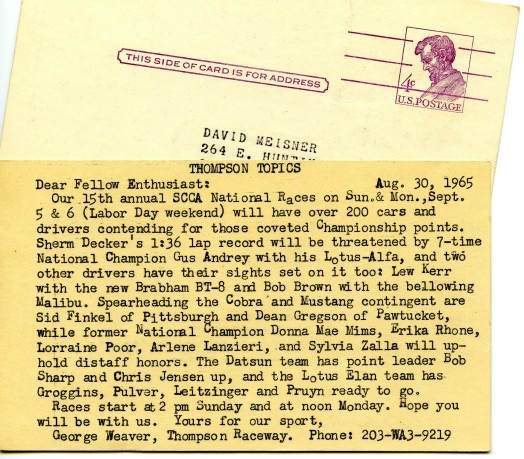 THIS SIDE OF CARD IS FOR ADDRESS
4c
U.S. POSTAGE
DAVID MEISNER
264 E.
THOMPSON TOPICS
Dear Fellow Enthusiast: Aug. 30, 1965
Our 15th annual SCCA National Races on Sun.& Mon.,Sept.
5 & 6 (Labor Day weekend) will have over 200 cars and
drivers contending for those coveted Championship points.
Sherm Decker's 1:36 lap record will be threatened by 7-time
National Champion Gus Andrey with his Lotus-Alfa, and two
other drivers have their sights set on it too: Lew Kerr
with the new Brabham BT-8 and Bob Brown with the bellowing
Malibu. Spearheading the Cobra and Mustang contingent are
Sid Finkel of Pittsburgh and Dean Gregson of Pawtucket,
while former National Champion Donna Mae Mims, Erika Rhone,
Lorraine Poor, Arlene Lanzieri, and Sylvia Zalla will up-
hold distaff honors. The Datsun team has point leader Bob
Sharp and Chris Jensen up, and the Lotus Elan team has
Groggins, Pulver, Leitzinger and Pruyn ready to go.
Races start at 2 pm Sunday and at noon Monday. Hope you
will be with us. Yours for our sport,
George Weaver, Thompson Raceway. Phone: 203-WA3-9219